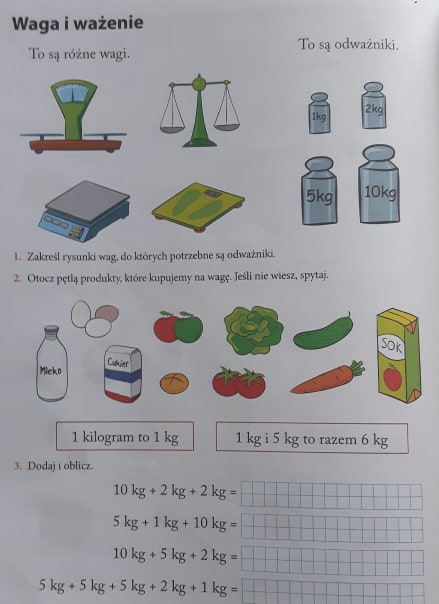 Waga i ważenie
To są różne wagi.
To są odważniki.
1kg
2kg
5kg
10kg
1. Zakreśl rysunki wag, do których potrzebne są odważniki.
2. Otocz pętlą produkty, które kupujemy na wagę. Jeśli nie wiesz, spytaj.
Mleko
Cukier
SOK
1 kilogram to 1 kg
1 kg i 5 kg to razem 6 kg
3. Dodaj i oblicz.
10 kg + 2 kg + 2 kg =
5 kg + 1 kg + 10 kg =
10 kg + 5 kg + 2 kg =
5 kg + 5 kg + 5 kg + 2 kg + 1 kg =